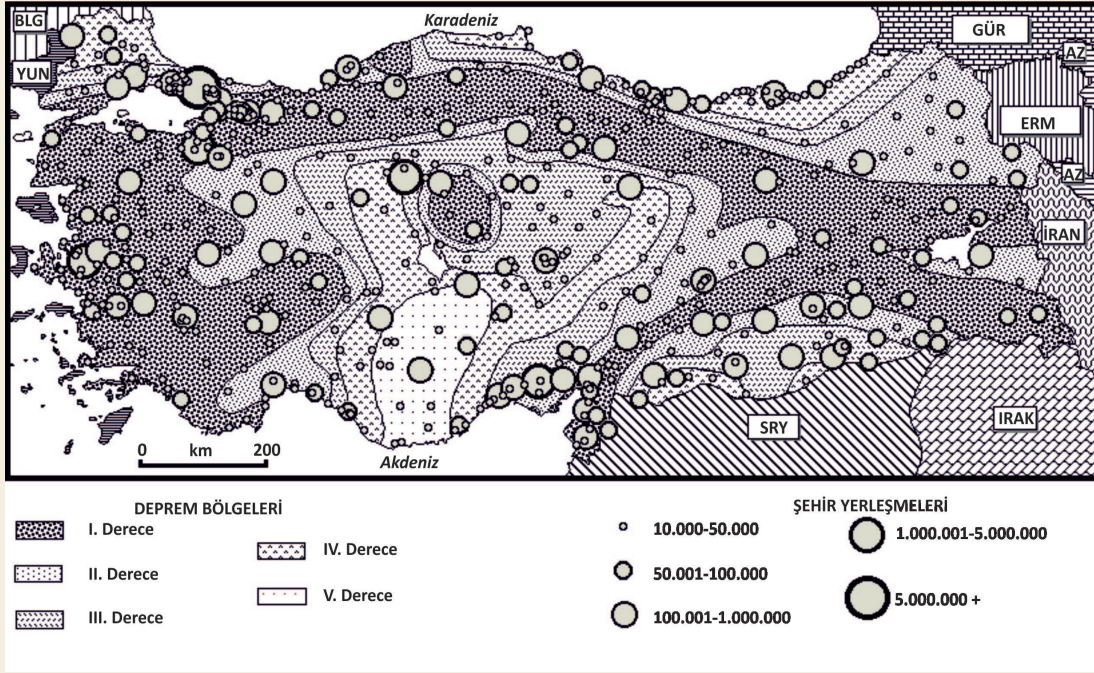 Karadeniz
BLG
GÜR
AZ
YUN
ERM
AZ
İRAN
0 km 200
SRY
IRAK
Akdeniz
DEPREM BÖLGELERİ
I. Derece
II. Derece
III. Derece
IV. Derece
V. Derece
ŞEHİR YERLEŞMELERİ
10.000-50.000
50.001-100.000
100.001-1.000.000
1.000.001-5.000.000
5.000.000 +